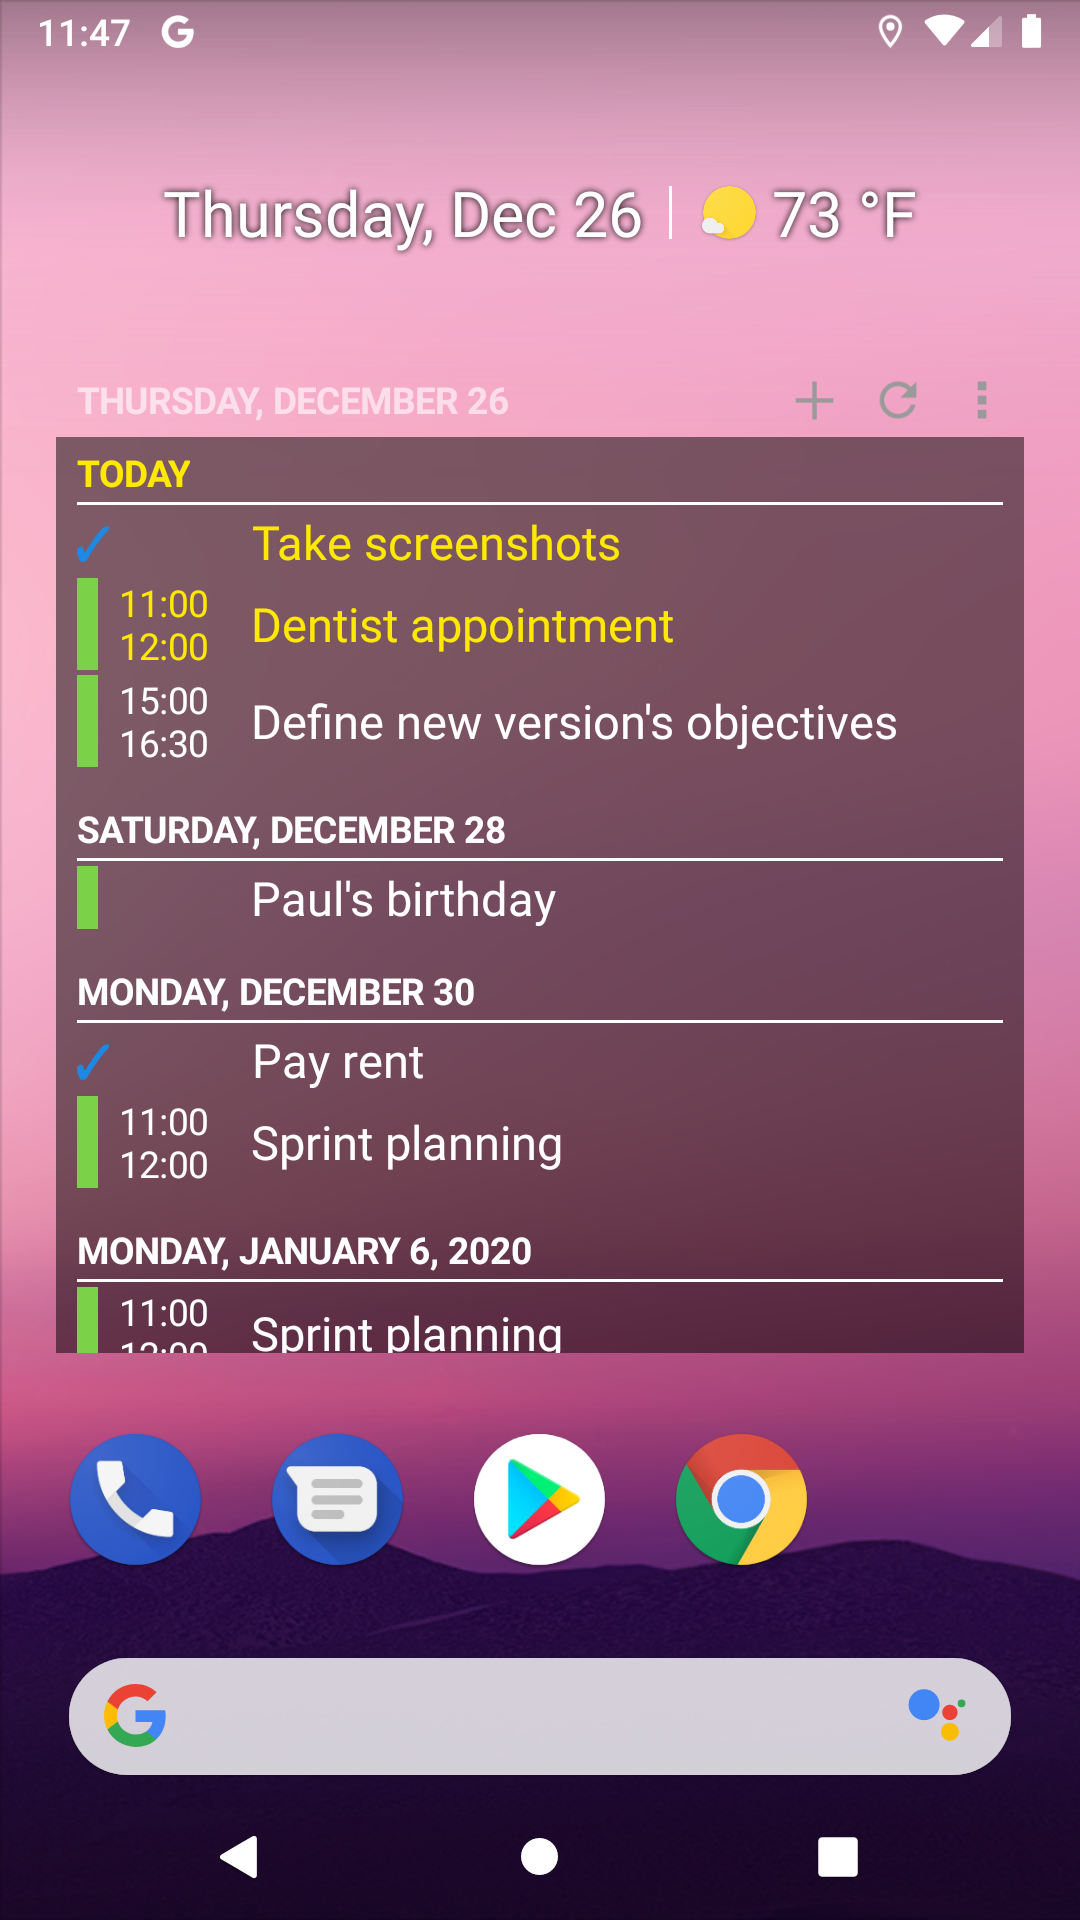 11:47
Thursday, Dec 26 73 °F
THURSDAY, DECEMBER 26
TODAY
✓ Take screenshots
11:00
12:00
Dentist appointment
15:00
16:30
Define new version's objectives
SATURDAY, DECEMBER 28
Paul's birthday
MONDAY, DECEMBER 30
✓ Pay rent
11:00
12:00
Sprint planning
MONDAY, JANUARY 6, 2020
11:00
12:00
Sprint planning